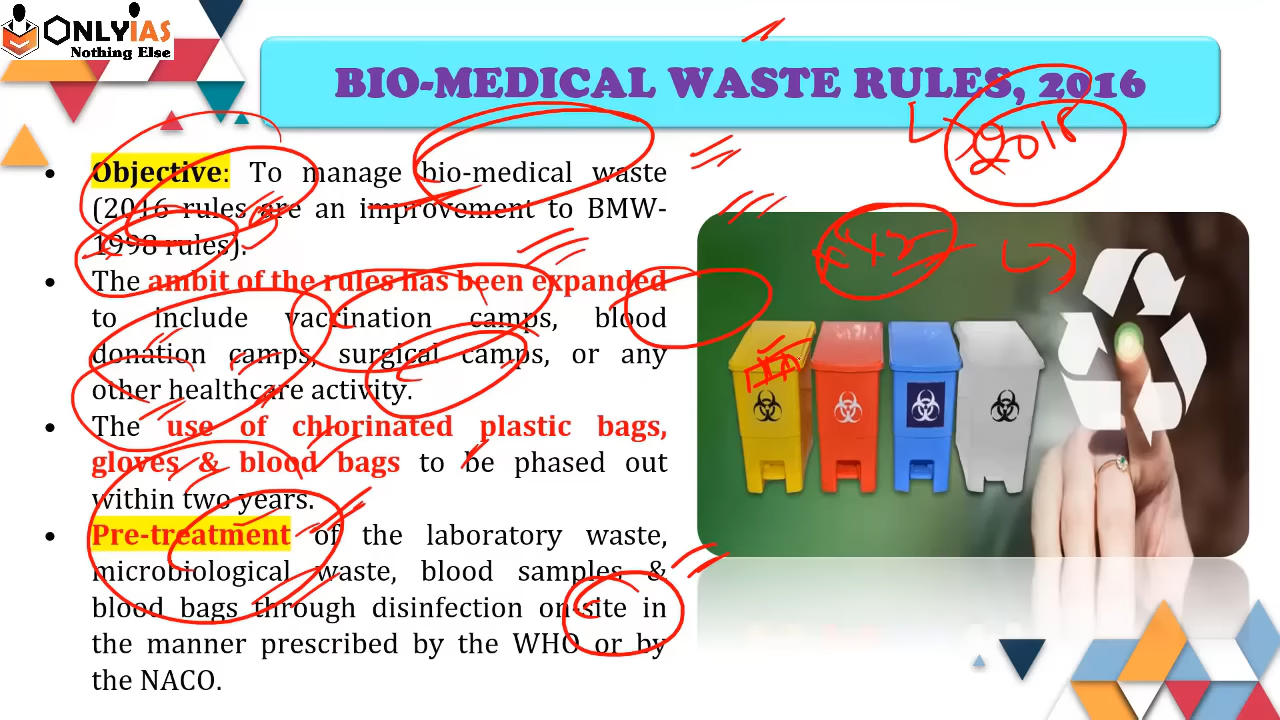 ONLYIAS
Nothing Else
BIO-MEDICAL WASTE RULES, 2016
2018
• Objective: To manage bio-medical waste
(2016 rules are an improvement to BMW-
1998 rules).
• The ambit of the rules has been expanded
to include vaccination camps, blood
donation camps, surgical camps, or any
other healthcare activity.
• The use of chlorinated plastic bags,
gloves & blood bags to be phased out
within two years.
• Pre-treatment of the laboratory waste,
microbiological waste, blood samples &
blood bags through disinfection on-site in
the manner prescribed by the WHO or by
the NACO.